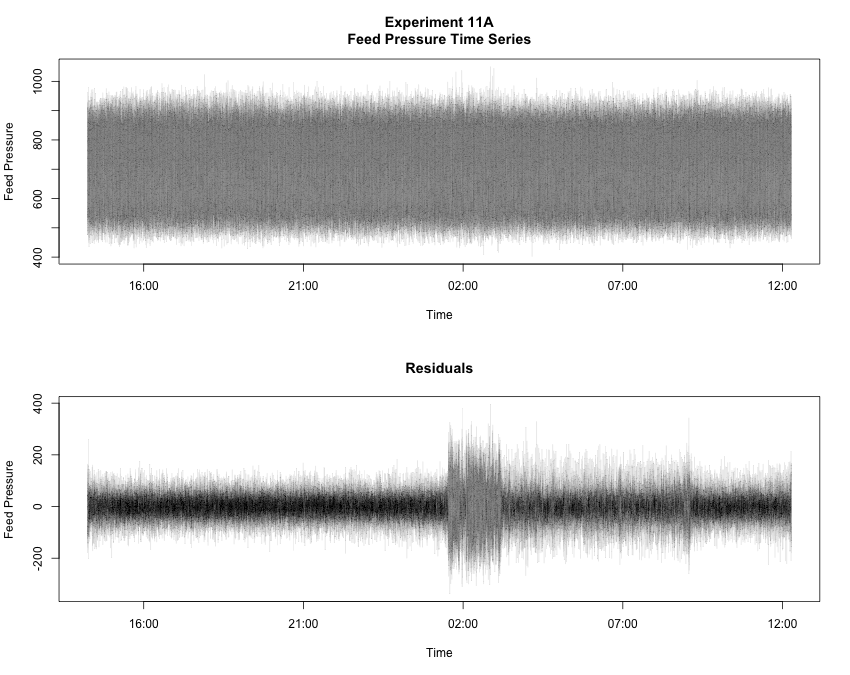 Experiment 11A
Feed Pressure Time Series
Feed Pressure
1000
800
600
400
16:00 21:00 02:00 07:00 12:00
Time
Residuals
Feed Pressure
400
200
0
-200
16:00 21:00 02:00 07:00 12:00
Time